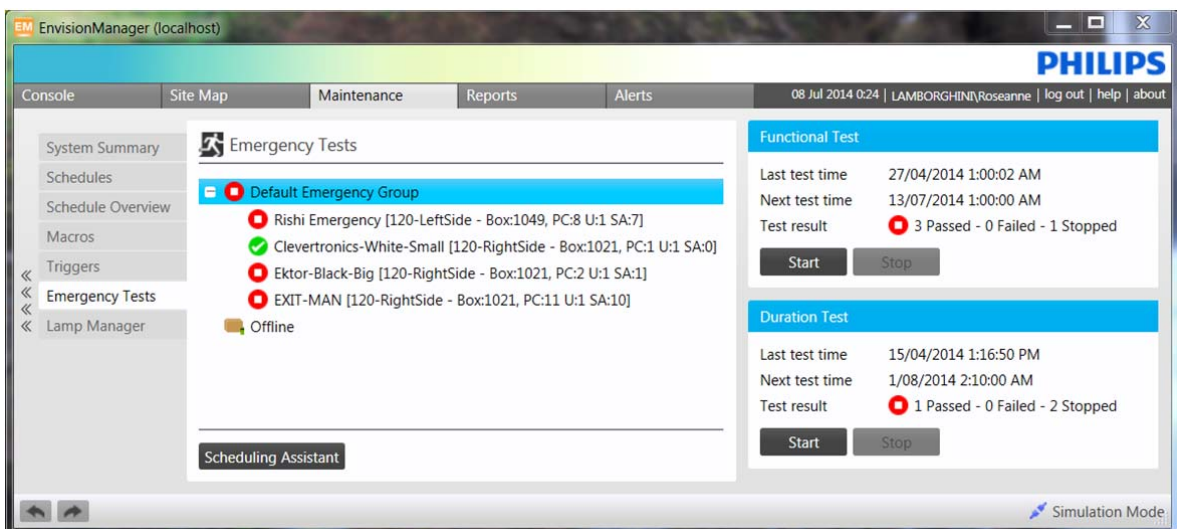 EM EnvisionManager (localhost)
PHILIPS
Console Site Map Maintenance Reports Alerts 08 Jul 2014 0:24 | LAMBORGHINI\Roseanne | log out | help | about
System Summary
Schedules
Schedule Overview
Macros
Triggers
Emergency Tests
Lamp Manager
Emergency Tests
Default Emergency Group
Rishi Emergency [120-LeftSide - Box:1049, PC:8 U:1 SA:7]
Clevertronics-White-Small [120-RightSide - Box:1021, PC:1 U:1 SA:0]
Ektor-Black-Big [120-RightSide - Box:1021, PC:2 U:1 SA:1]
EXIT-MAN [120-RightSide - Box:1021, PC:11 U:1 SA:10]
Offline
Scheduling Assistant
Functional Test
Last test time 27/04/2014 1:00:02 AM
Next test time 13/07/2014 1:00:00 AM
Test result 3 Passed - 0 Failed - 1 Stopped
Start Stop
Duration Test
Last test time 15/04/2014 1:16:50 PM
Next test time 1/08/2014 2:10:00 AM
Test result 1 Passed - 0 Failed - 2 Stopped
Start Stop
Simulation Mode